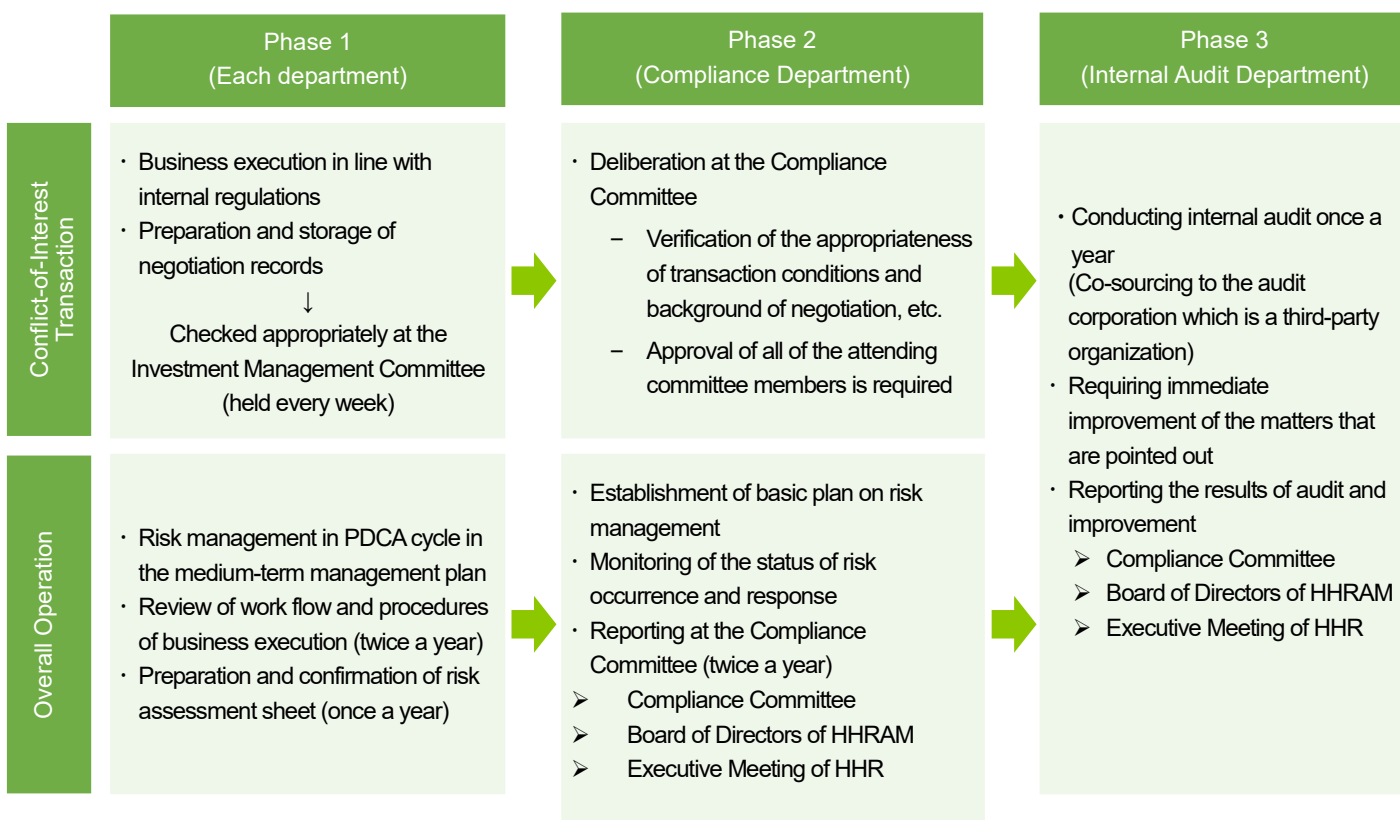 Phase 1
(Each department)
Phase 2
(Compliance Department)
Phase 3
(Internal Audit Department)
Conflict-of-Interest
Transaction
・ Business execution in line with
internal regulations
・ Preparation and storage of
negotiation records
↓
Checked appropriately at the
Investment Management Committee
(held every week)
・ Deliberation at the Compliance
Committee
– Verification of the appropriateness
of transaction conditions and
background of negotiation, etc.
– Approval of all of the attending
committee members is required
・Conducting internal audit once a
year
(Co-sourcing to the audit
corporation which is a third-party
organization)
・ Requiring immediate
improvement of the matters that
are pointed out
・ Reporting the results of audit and
improvement
➢ Compliance Committee
➢ Board of Directors of HHRAM
➢ Executive Meeting of HHR
Overall Operation
・ Risk management in PDCA cycle in
the medium-term management plan
・ Review of work flow and procedures
of business execution (twice a year)
・ Preparation and confirmation of risk
assessment sheet (once a year)
・ Establishment of basic plan on risk
management
・ Monitoring of the status of risk
occurrence and response
・ Reporting at the Compliance
Committee (twice a year)
➢ Compliance Committee
➢ Board of Directors of HHRAM
➢ Executive Meeting of HHR